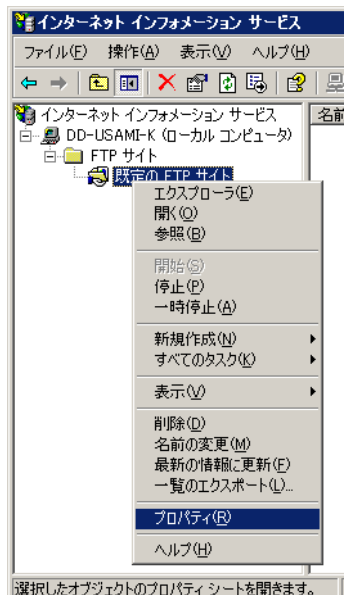 インターネット インフォメーション サービス
ファイル(F) 操作(A) 表示(V) ヘルプ(H)
インターネット インフォメーション サービス
名前
DD-USAMI-K (ローカル コンピュータ)
FTP サイト
既定の FTP サイト
エクスプローラ(E)
開く(O)
参照(B)
開始(S)
停止(P)
一時停止(A)
新規作成(N)
すべてのタスク(K)
表示(V)
削除(D)
名前の変更(M)
最新の情報に更新(F)
一覧のエクスポート(L)...
プロパティ(R)
ヘルプ(H)
選択したオブジェクトのプロパティ シートを開きます。